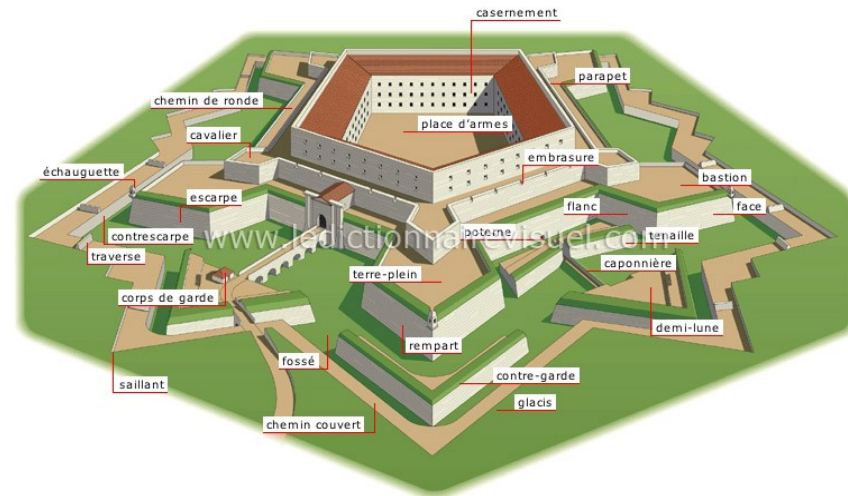 casernement
parapet
chemin de ronde
place d'armes
cavalier
embrasure
échauguette
bastion
escarpe
flanc
face
contrescarpe
www.ledictionnairevisuel.com
poterne
tenaille
traverse
caponnière
terre-plein
corps de garde
demi-lune
rempart
fossé
contre-garde
saillant
glacis
chemin couvert